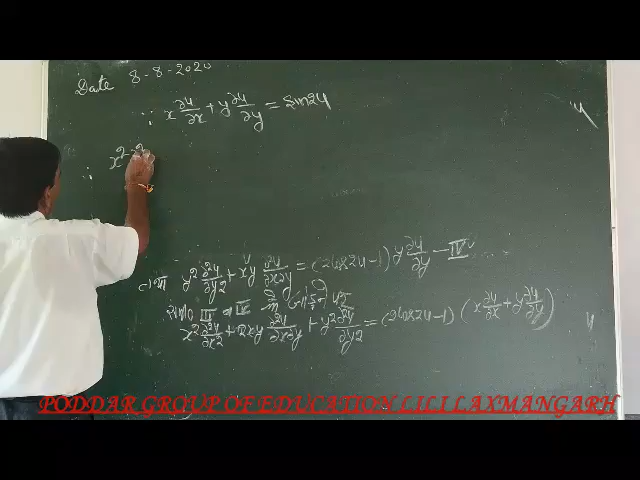 Date 8-8-2020
∴ x ∂u/∂x + y ∂u/∂y = Sin2u
∴ x² ∂²
तथा y² ∂²u/∂y² + xy ∂²u/∂x∂y = (2cos2u-1) y ∂u/∂y - IV
समी० III व IV को जोड़ने पर
x² ∂²u/∂x² + 2xy ∂²u/∂x∂y + y² ∂²u/∂y² = (2cos2u-1) (x ∂u/∂x + y ∂u/∂y)
PODDAR GROUP OF EDUCATION LILI LAXMANGARH